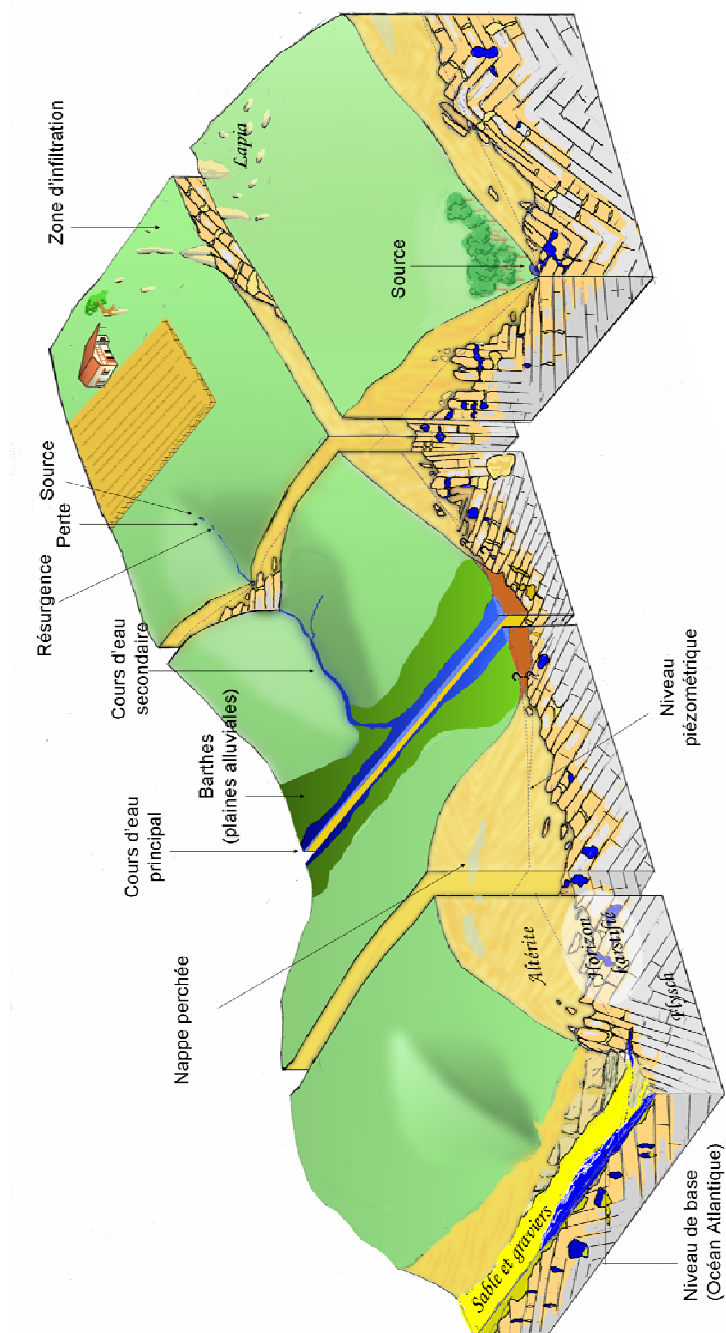 Cours d'eau
principal
Barthes
(plaines alluviales)
Cours d'eau
secondaire
Résurgence
Perte
Source
Zone d'infiltration
Lapia
Nappe perchée
Altérite
Horizon
karstifié
Flysch
Sable et graviers
Niveau de base
(Océan Atlantique)
Niveau
piézométrique
Source